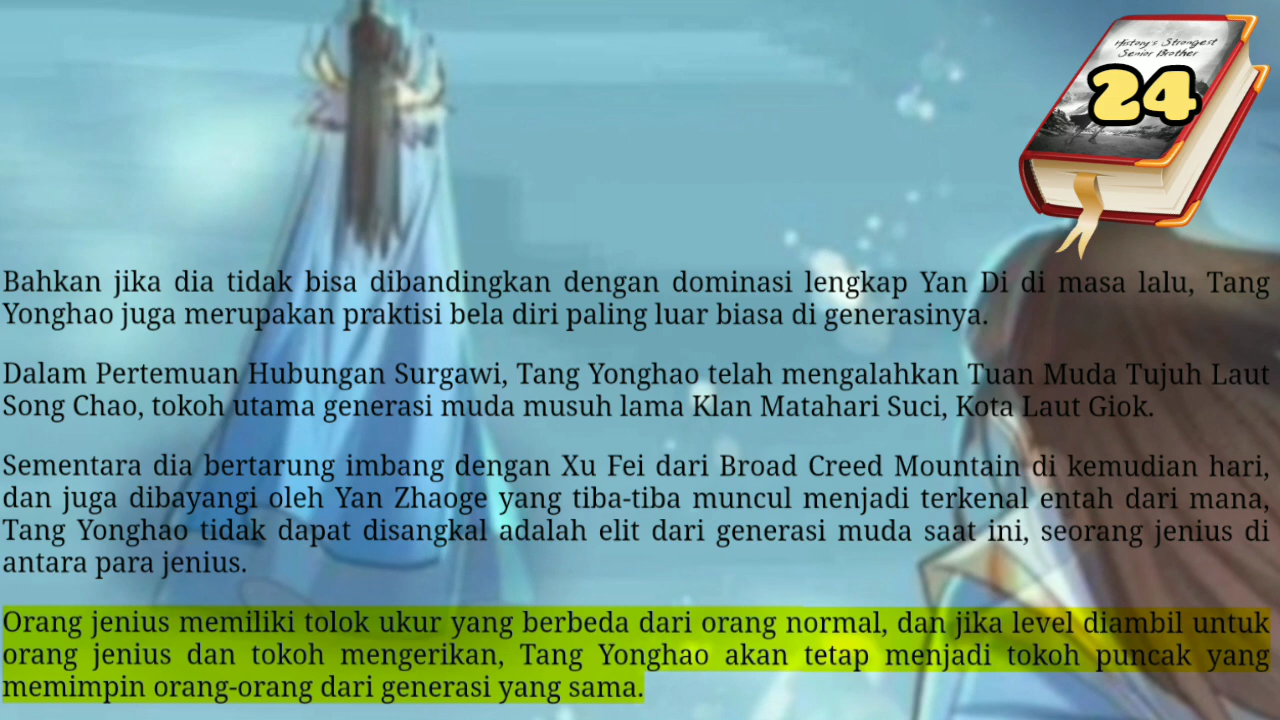 History's Strongest
Senior Brother
24
Bahkan jika dia tidak bisa dibandingkan dengan dominasi lengkap Yan Di di masa lalu, Tang
Yonghao juga merupakan praktisi bela diri paling luar biasa di generasinya.
Dalam Pertemuan Hubungan Surgawi, Tang Yonghao telah mengalahkan Tuan Muda Tujuh Laut
Song Chao, tokoh utama generasi muda musuh lama Klan Matahari Suci, Kota Laut Giok.
Sementara dia bertarung imbang dengan Xu Fei dari Broad Creed Mountain di kemudian hari,
dan juga dibayangi oleh Yan Zhaoge yang tiba-tiba muncul menjadi terkenal entah dari mana,
Tang Yonghao tidak dapat disangkal adalah elit dari generasi muda saat ini, seorang jenius di
antara para jenius.
Orang jenius memiliki tolok ukur yang berbeda dari orang normal, dan jika level diambil untuk
orang jenius dan tokoh mengerikan, Tang Yonghao akan tetap menjadi tokoh puncak yang
memimpin orang-orang dari generasi yang sama.